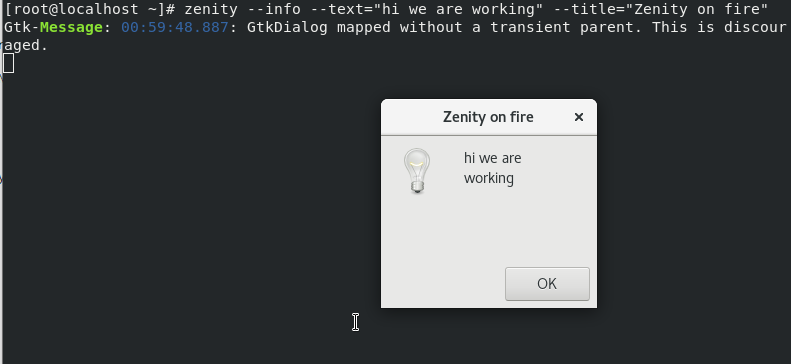 [root@localhost ~]# zenity --info --text="hi we are working" --title="Zenity on fire"
Gtk-Message: 00:59:48.887: GtkDialog mapped without a transient parent. This is discour
aged.
Zenity on fire
hi we are
working
OK